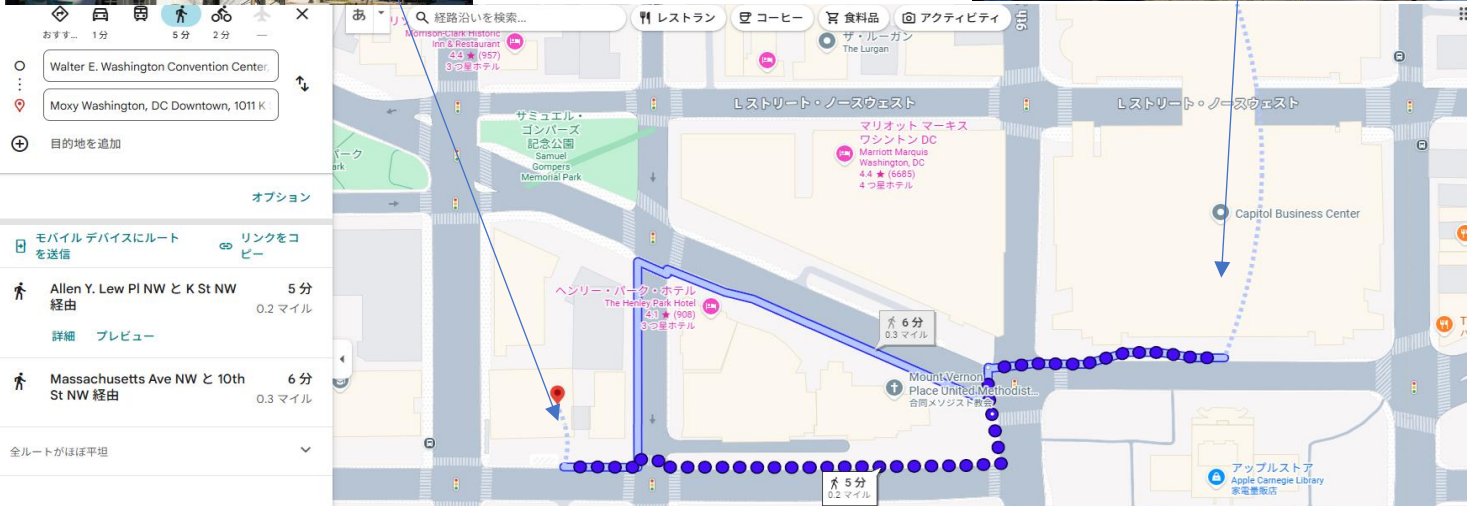 おすす...
1 分
5 分
2 分
—
Walter E. Washington Convention Center,
Moxy Washington, DC Downtown, 1011 K
目的地を追加
オプション
モバイル デバイスにルート
を送信
リンクをコ
ピー
Allen Y. Lew Pl NW と K St NW
経由
5 分
0.2 マイル
詳細
プレビュー
Massachusetts Ave NW と 10th
St NW 経由
6 分
0.3 マイル
全ルートがほぼ平坦
あ
経路沿いを検索...
レストラン
コーヒー
食料品
アクティビティ
Morrison-Clark Historic
Inn & Restaurant
4.4 ★ (957)
3 つ星ホテル
ザ・ルーガン
The Lurgan
9th
Lストリート・ノースウェスト
Lストリート・ノースウェスト
サミュエル・
ゴンパーズ
記念公園
Samuel
Gompers
Memorial Park
パーク
ark
マリオット マーキス
ワシントン DC
Marriott Marquis
Washington, DC
4.4 ★ (6685)
4 つ星ホテル
Capitol Business Center
ヘンリー・パーク・ホテル
The Henley Park Hotel
4.1 ★ (908)
3 つ星ホテル
6 分
0.3 マイル
Mount Vernon
Place United Methodist...
合同メソジスト教会
5 分
0.2 マイル
アップルストア
Apple Carnegie Library
家電量販店